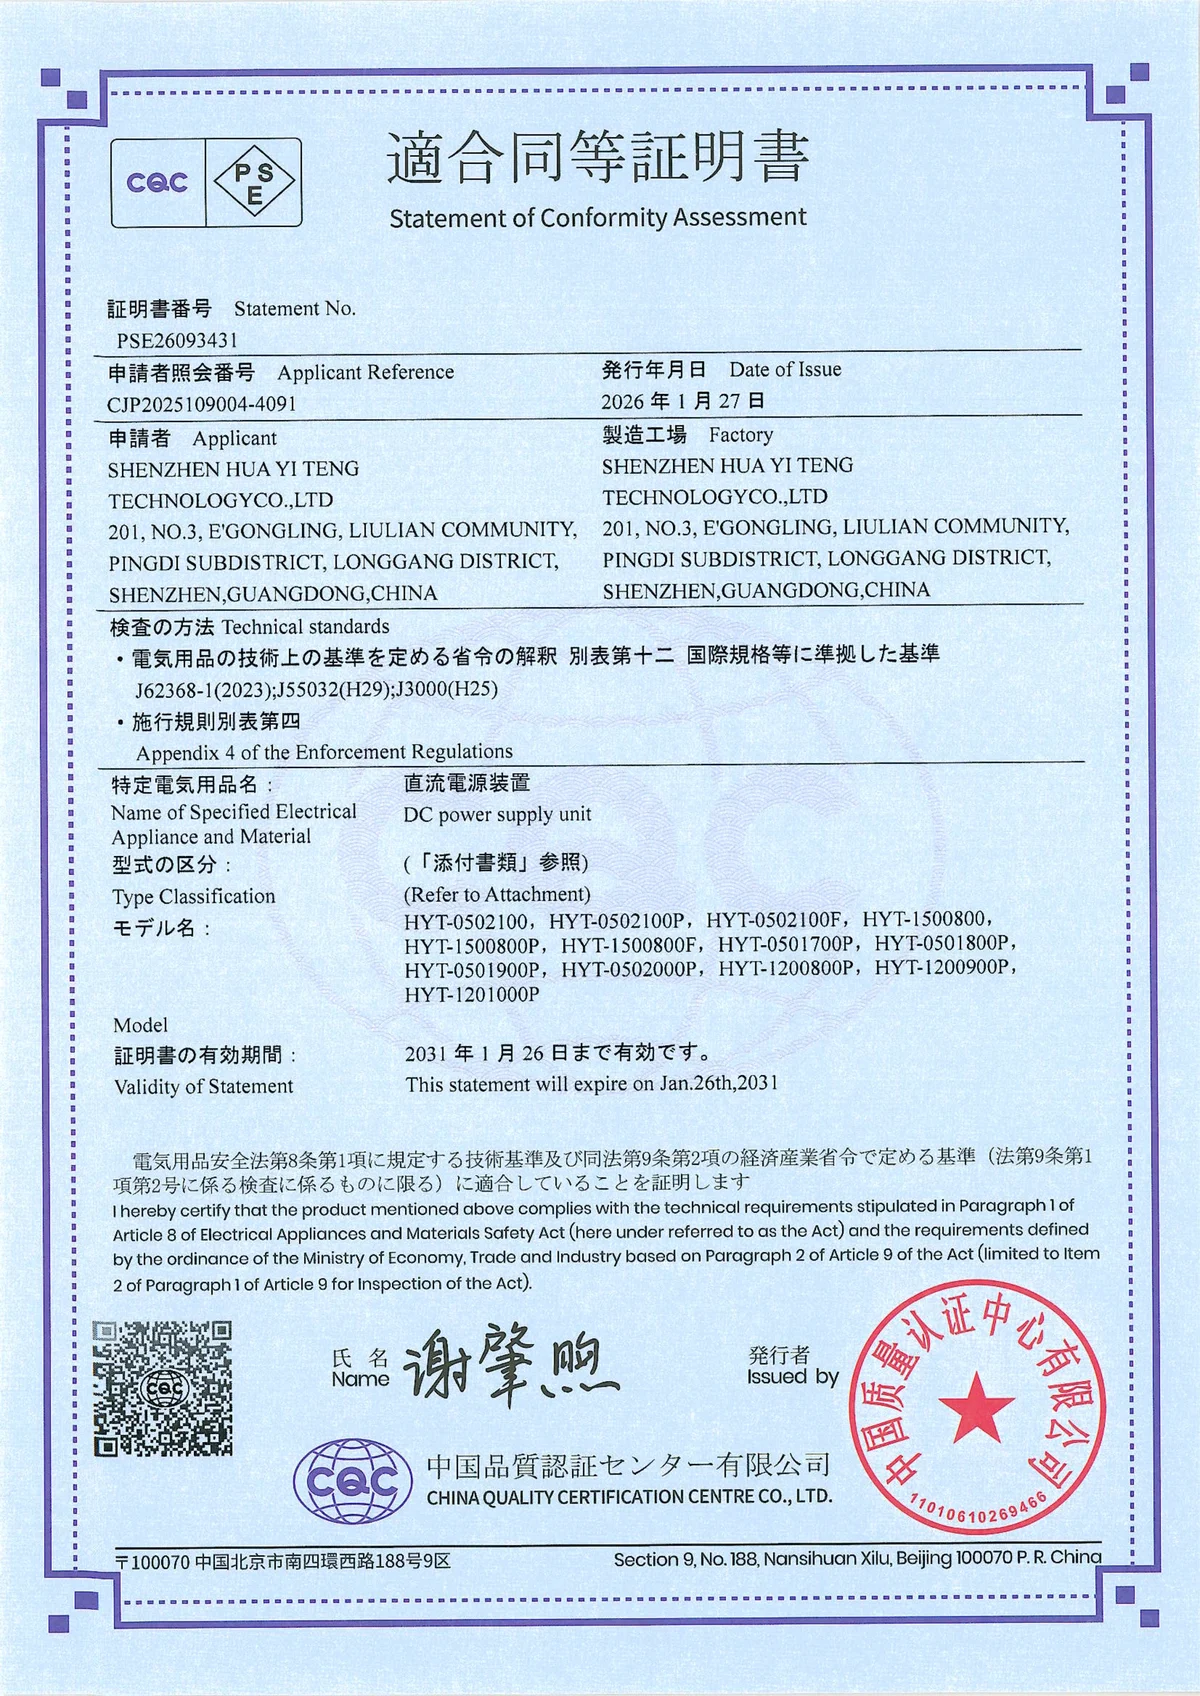 CQC
PS
E
適合同等証明書
Statement of Conformity Assessment
証明書番号 Statement No.
PSE26093431
申請者照会番号 Applicant Reference
発行年月日 Date of Issue
CJP2025109004-4091
2026 年 1 月 27 日
申請者 Applicant
製造工場 Factory
SHENZHEN HUA YI TENG
TECHNOLOGYCO.,LTD
201, NO.3, E'GONGLING, LIULIAN COMMUNITY,
PINGDI SUBDISTRICT, LONGGANG DISTRICT,
SHENZHEN,GUANGDONG,CHINA
SHENZHEN HUA YI TENG
TECHNOLOGYCO.,LTD
201, NO.3, E'GONGLING, LIULIAN COMMUNITY,
PINGDI SUBDISTRICT, LONGGANG DISTRICT,
SHENZHEN,GUANGDONG,CHINA
検査の方法 Technical standards
・電気用品の技術上の基準を定める省令の解釈 別表第十二 国際規格等に準拠した基準
J62368-1(2023);J55032(H29);J3000(H25)
・施行規則別表第四
Appendix 4 of the Enforcement Regulations
特定電気用品名： 直流電源装置
Name of Specified Electrical DC power supply unit
Appliance and Material
型式の区分： (「添付書類」参照)
Type Classification (Refer to Attachment)
モデル名： HYT-0502100，HYT-0502100P，HYT-0502100F，HYT-1500800，
HYT-1500800P，HYT-1500800F，HYT-0501700P，HYT-0501800P，
HYT-0501900P，HYT-0502000P，HYT-1200800P，HYT-1200900P，
HYT-1201000P
Model
証明書の有効期間： 2031 年 1 月 26 日まで有効です。
Validity of Statement This statement will expire on Jan.26th,2031
電気用品安全法第8条第1項に規定する技術基準及び同法第9条第2項の経済産業省令で定める基準（法第9条第1
項第2号に係る検査に係るものに限る）に適合していることを証明します
I hereby certify that the product mentioned above complies with the technical requirements stipulated in Paragraph 1 of
Article 8 of Electrical Appliances and Materials Safety Act (here under referred to as the Act) and the requirements defined
by the ordinance of the Ministry of Economy, Trade and Industry based on Paragraph 2 of Article 9 of the Act (limited to Item
2 of Paragraph 1 of Article 9 for Inspection of the Act).
CQC
氏 名
Name
谢肇煦
発行者
Issued by
中国质量认证中心有限公司
11010610269466
CQC
中国品質認証センター有限公司
CHINA QUALITY CERTIFICATION CENTRE CO., LTD.
〒100070 中国北京市南四環西路188号9区
Section 9, No. 188, Nansihuan Xilu, Beijing 100070 P. R. China